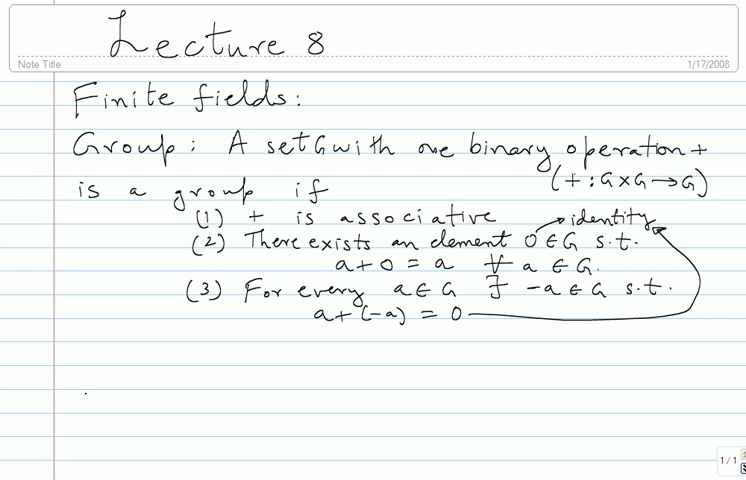 Lecture 8
Note Title
1/17/2008
Finite fields:
Group: A set G with one binary operation +
(+ : G×G → G)
is a group if
(1) + is associative
(2) There exists an element 0 ∈ G s.t. → identity
a + 0 = a ∀ a ∈ G.
(3) For every a ∈ G ∃ -a ∈ G s.t.
a + (-a) = 0
1/1